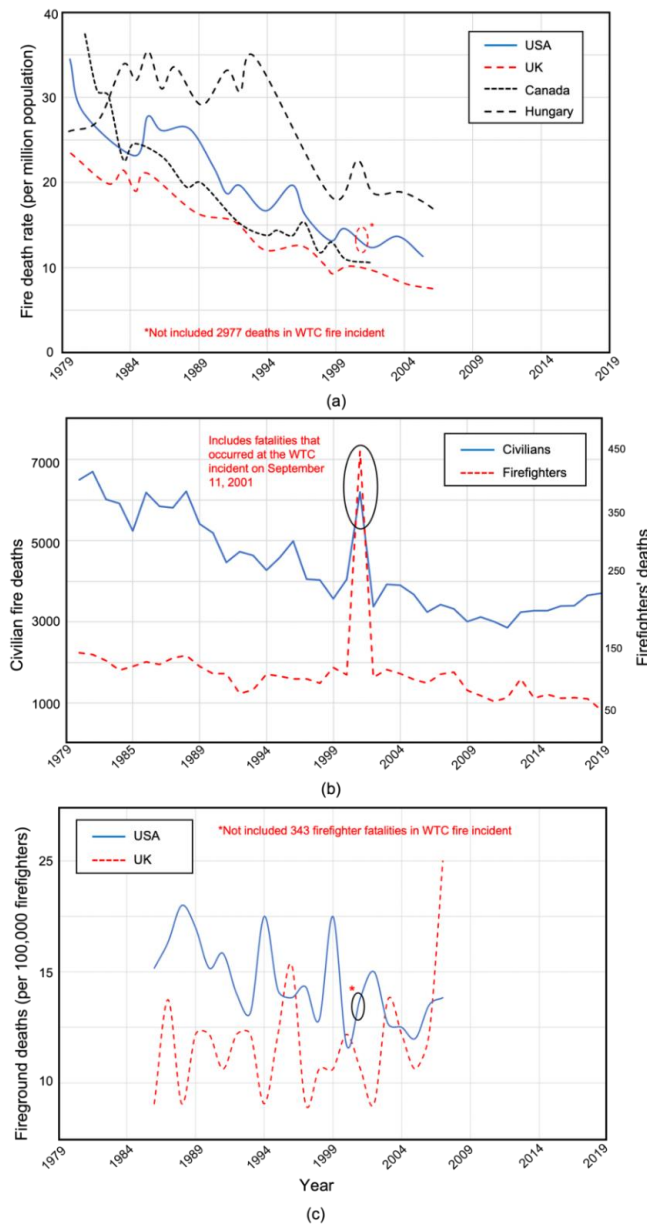 40
30
20
10
0
Fire death rate (per million population)
USA
UK
Canada
Hungary
*
*Not included 2977 deaths in WTC fire incident
1979
1984
1989
1994
1999
2004
2009
2014
2019
(a)
7000
5000
3000
1000
Civilian fire deaths
Includes fatalities that
occurred at the WTC
incident on September
11, 2001
Civilians
Firefighters
450
350
250
150
50
Firefighters' deaths
1979
1985
1989
1994
1999
2004
2009
2014
2019
(b)
25
15
10
Fireground deaths (per 100,000 firefighters)
USA
UK
*Not included 343 firefighter fatalities in WTC fire incident
*
1979
1984
1989
1994
1999
2004
2009
2014
2019
Year
(c)